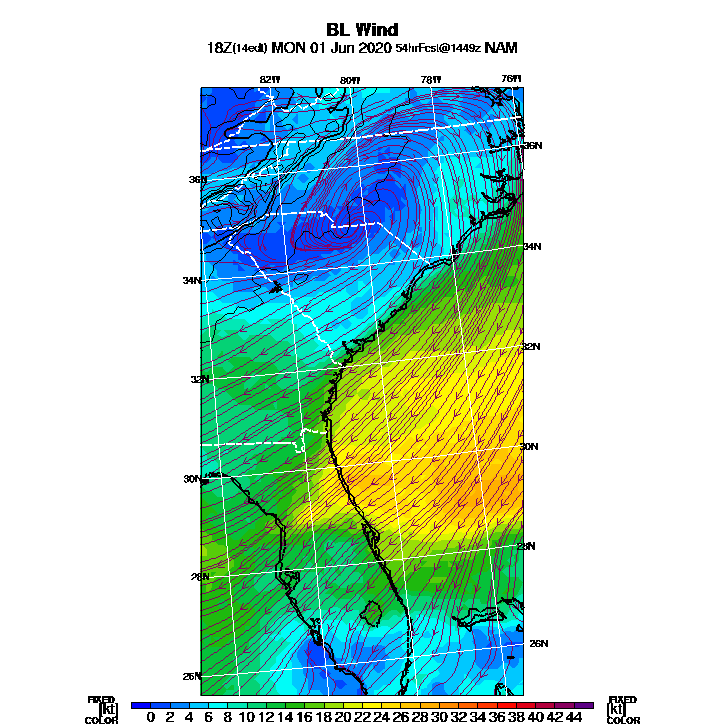 BL Wind
18Z(14edt) MON 01 Jun 2020 54hrFcst@1449z NAM
82W 80W 78W 76W
36N
36N
34N
34N
32N
32N
30N
30N
28N
28N
26N
26N
FIXED FIXED
[kt] 0 2 4 6 8 10 12 14 16 18 20 22 24 26 28 30 32 34 36 38 40 42 44 [kt]
COLOR COLOR